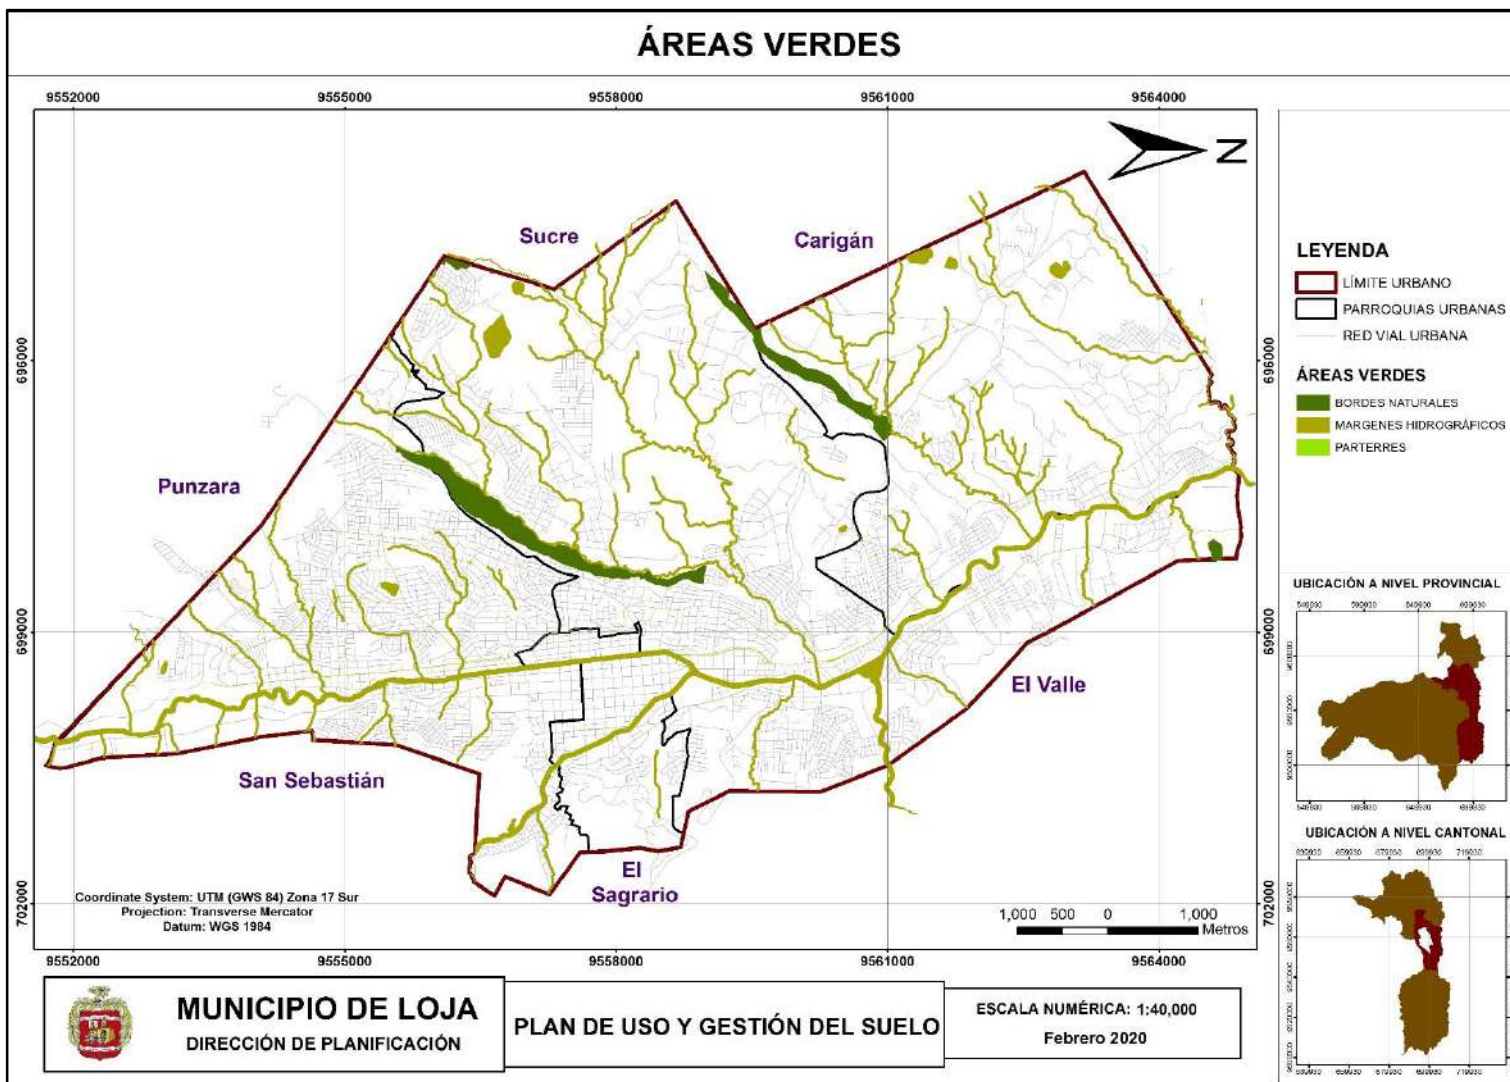 ÁREAS VERDES
9552000
9555000
9558000
9561000
9564000
N
Sucre
Carigán
Punzara
El Valle
San Sebastián
El
Sagrario
696000
699000
702000
696000
699000
702000
Coordinate System: UTM (GWS 84) Zona 17 Sur
Projection: Transverse Mercator
Datum: WGS 1984
1,000 500 0 1,000
Metros
9552000
9555000
9558000
9561000
9564000
LEYENDA
LÍMITE URBANO
PARROQUIAS URBANAS
RED VIAL URBANA
ÁREAS VERDES
BORDES NATURALES
MARGENES HIDROGRÁFICOS
PARTERRES
UBICACIÓN A NIVEL PROVINCIAL
UBICACIÓN A NIVEL CANTONAL
MUNICIPIO DE LOJA
DIRECCIÓN DE PLANIFICACIÓN
PLAN DE USO Y GESTIÓN DEL SUELO
ESCALA NUMÉRICA: 1:40,000
Febrero 2020